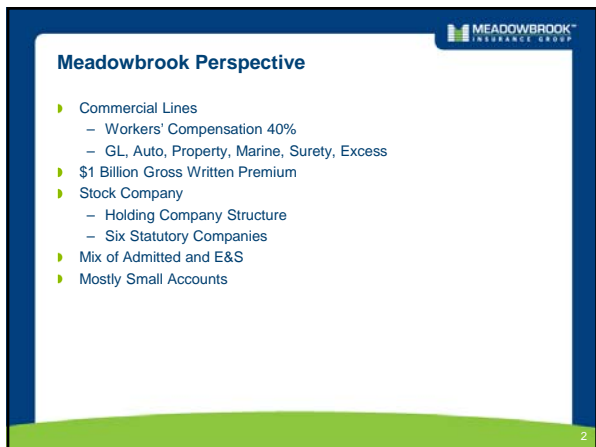 MEADOWBROOK™
INSURANCE GROUP
Meadowbrook Perspective
Commercial Lines
– Workers' Compensation 40%
– GL, Auto, Property, Marine, Surety, Excess
$1 Billion Gross Written Premium
Stock Company
– Holding Company Structure
– Six Statutory Companies
Mix of Admitted and E&S
Mostly Small Accounts
2